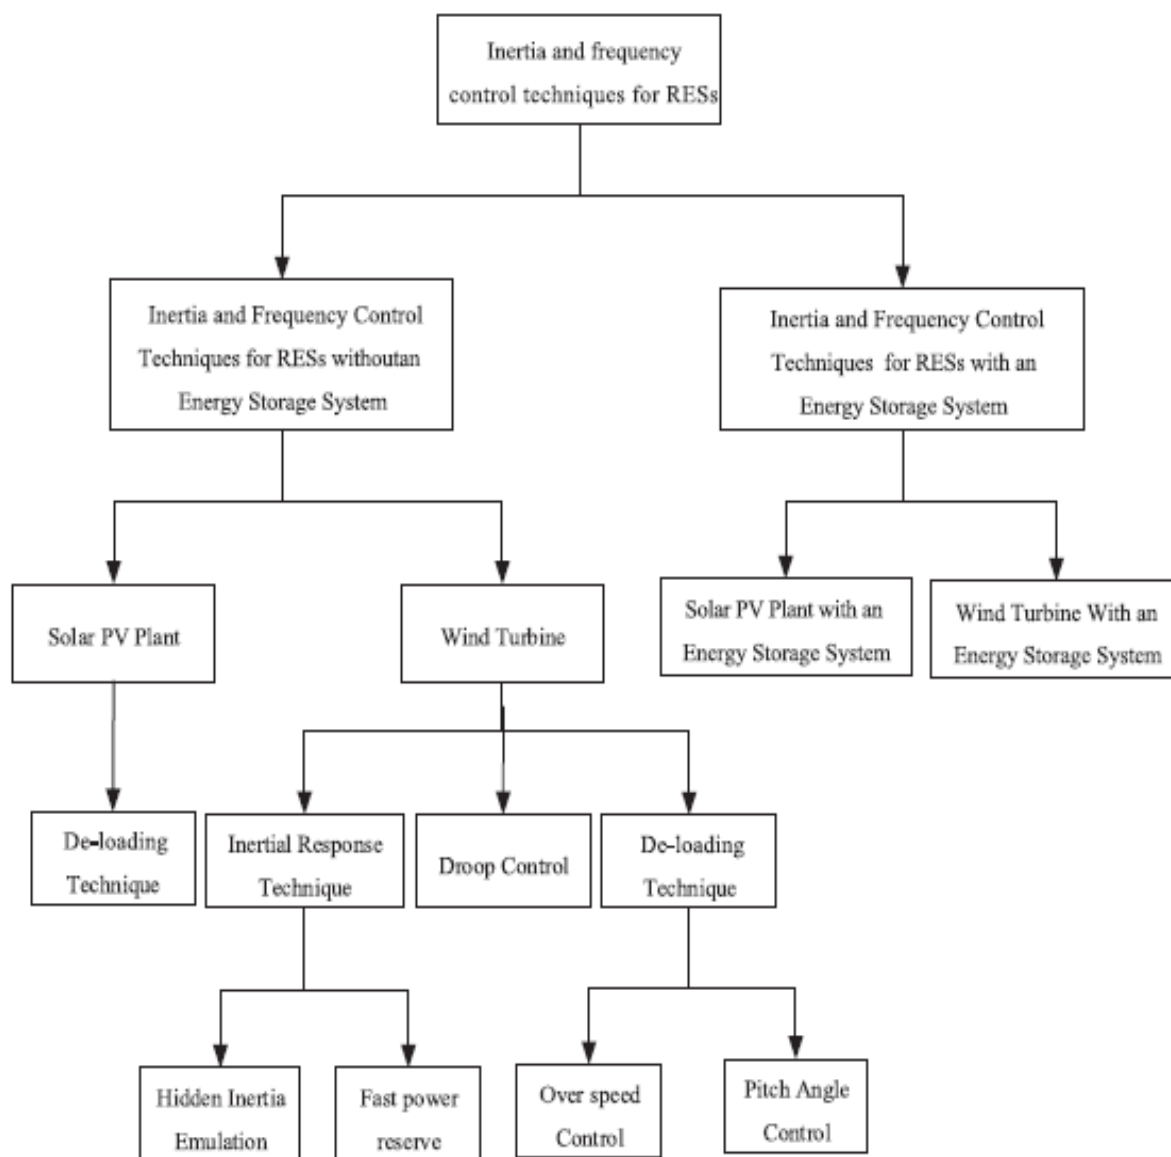 Inertia and frequency
control techniques for RESs
Inertia and Frequency Control
Techniques for RESs withoutan
Energy Storage System
Inertia and Frequency Control
Techniques for RESs with an
Energy Storage System
Solar PV Plant
Wind Turbine
Solar PV Plant with an
Energy Storage System
Wind Turbine With an
Energy Storage System
De-loading
Technique
Inertial Response
Technique
Droop Control
De-loading
Technique
Hidden Inertia
Emulation
Fast power
reserve
Over speed
Control
Pitch Angle
Control